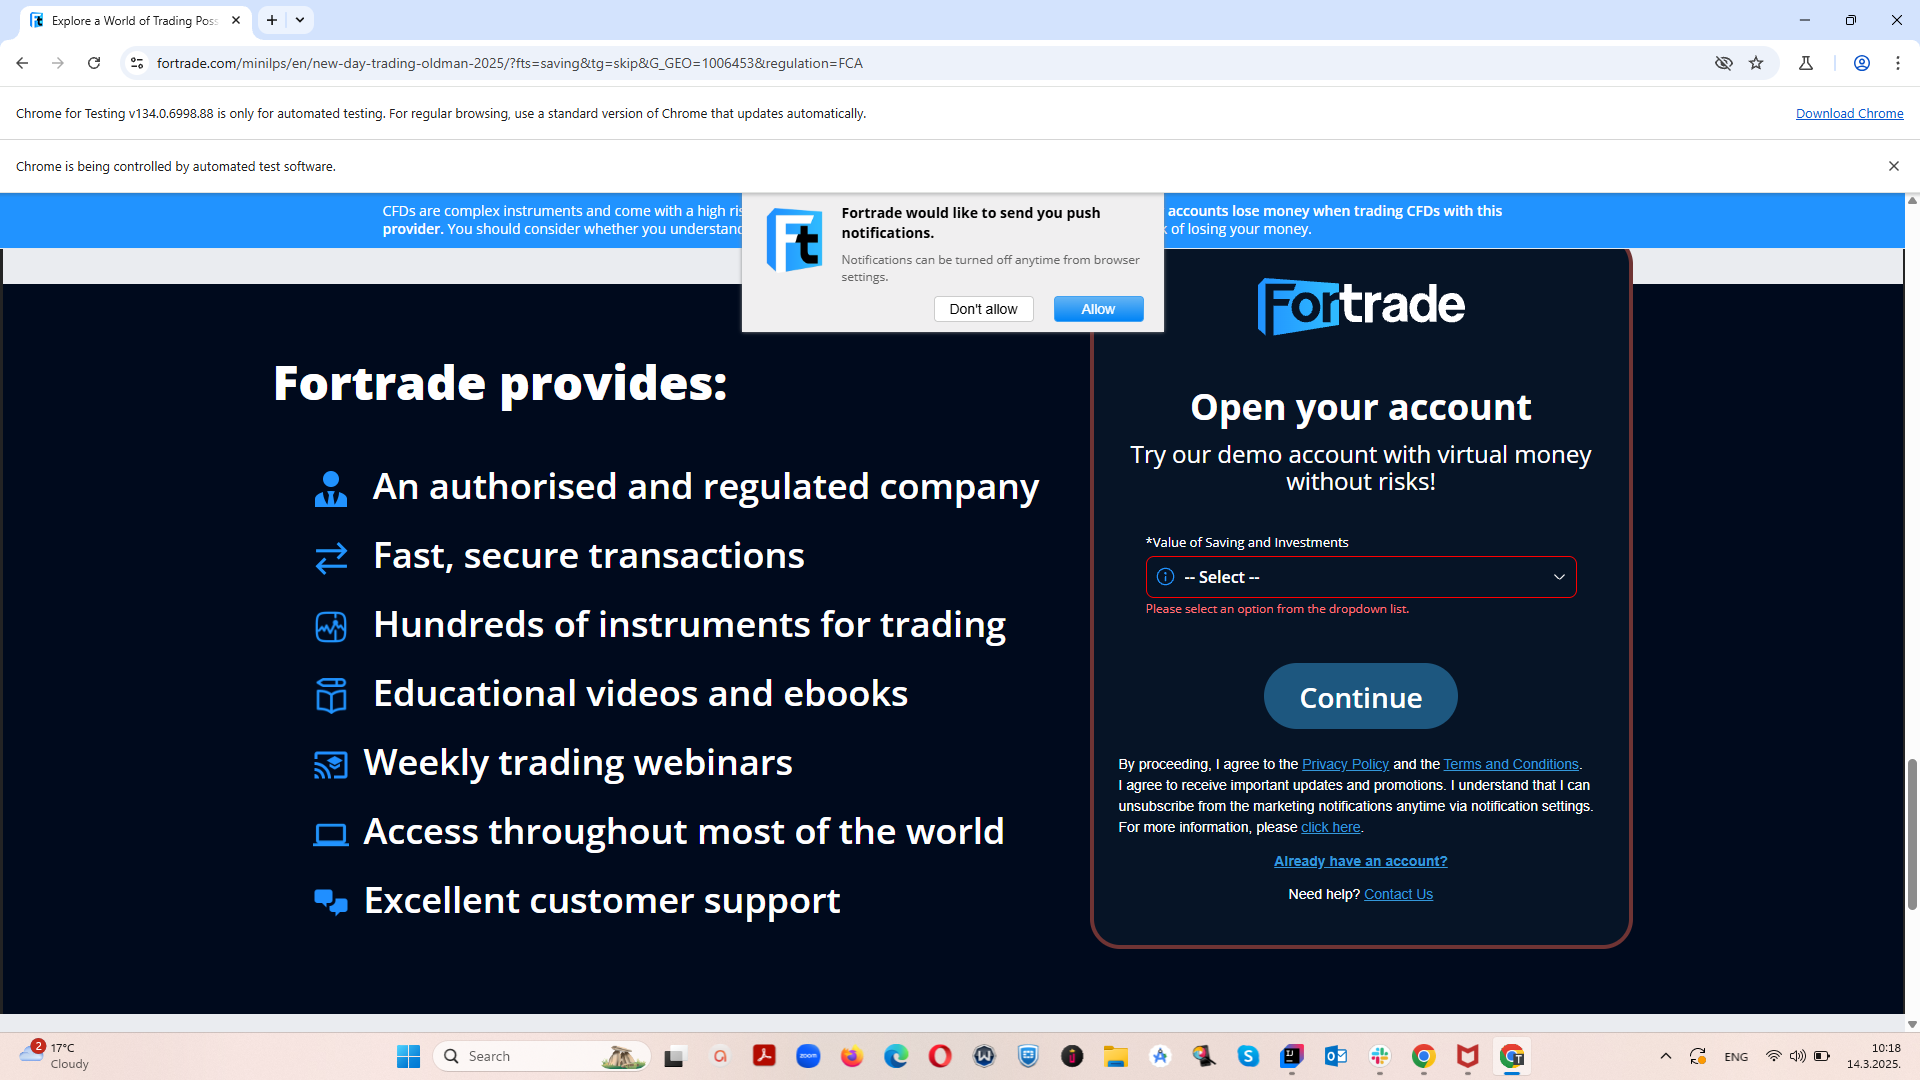 Explore a World of Trading Poss
fortrade.com/minilps/en/new-day-trading-oldman-2025/?fts=saving&tg=skip&G_GEO=1006453&regulation=FCA
Chrome for Testing v134.0.6998.88 is only for automated testing. For regular browsing, use a standard version of Chrome that updates automatically.
Download Chrome
Chrome is being controlled by automated test software.
CFDs are complex instruments and come with a high ris
accounts lose money when trading CFDs with this
provider. You should consider whether you understand
of losing your money.
Ft
Fortrade would like to send you push
notifications.
Notifications can be turned off anytime from browser
settings.
Don't allow
Allow
Fortrade
Fortrade provides:
An authorised and regulated company
Fast, secure transactions
Hundreds of instruments for trading
Educational videos and ebooks
Weekly trading webinars
Access throughout most of the world
Excellent customer support
Open your account
Try our demo account with virtual money
without risks!
*Value of Saving and Investments
-- Select --
Please select an option from the dropdown list.
Continue
By proceeding, I agree to the Privacy Policy and the Terms and Conditions.
I agree to receive important updates and promotions. I understand that I can
unsubscribe from the marketing notifications anytime via notification settings.
For more information, please click here.
Already have an account?
Need help? Contact Us
2
17°C
Cloudy
Search
zoom
ENG
10:18
14.3.2025.